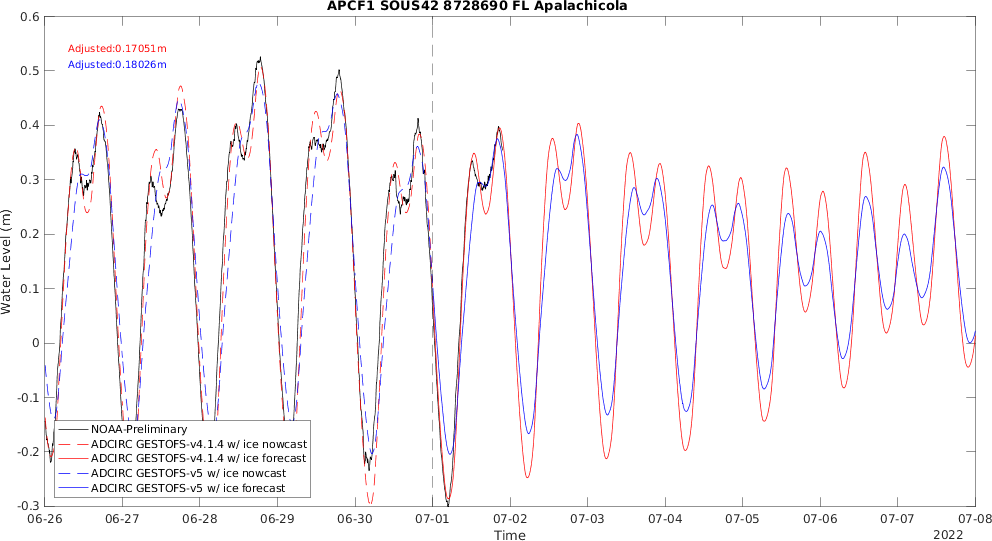 APCF1 SOUS42 8728690 FL Apalachicola
0.6
Adjusted:0.17051m
Adjusted:0.18026m
0.5
0.4
0.3
0.2
0.1
0
-0.1
-0.2
-0.3
Water Level (m)
NOAA-Preliminary
ADCIRC GESTOFS-v4.1.4 w/ ice nowcast
ADCIRC GESTOFS-v4.1.4 w/ ice forecast
ADCIRC GESTOFS-v5 w/ ice nowcast
ADCIRC GESTOFS-v5 w/ ice forecast
06-26 06-27 06-28 06-29 06-30 07-01 07-02 07-03 07-04 07-05 07-06 07-07 07-08
Time
2022